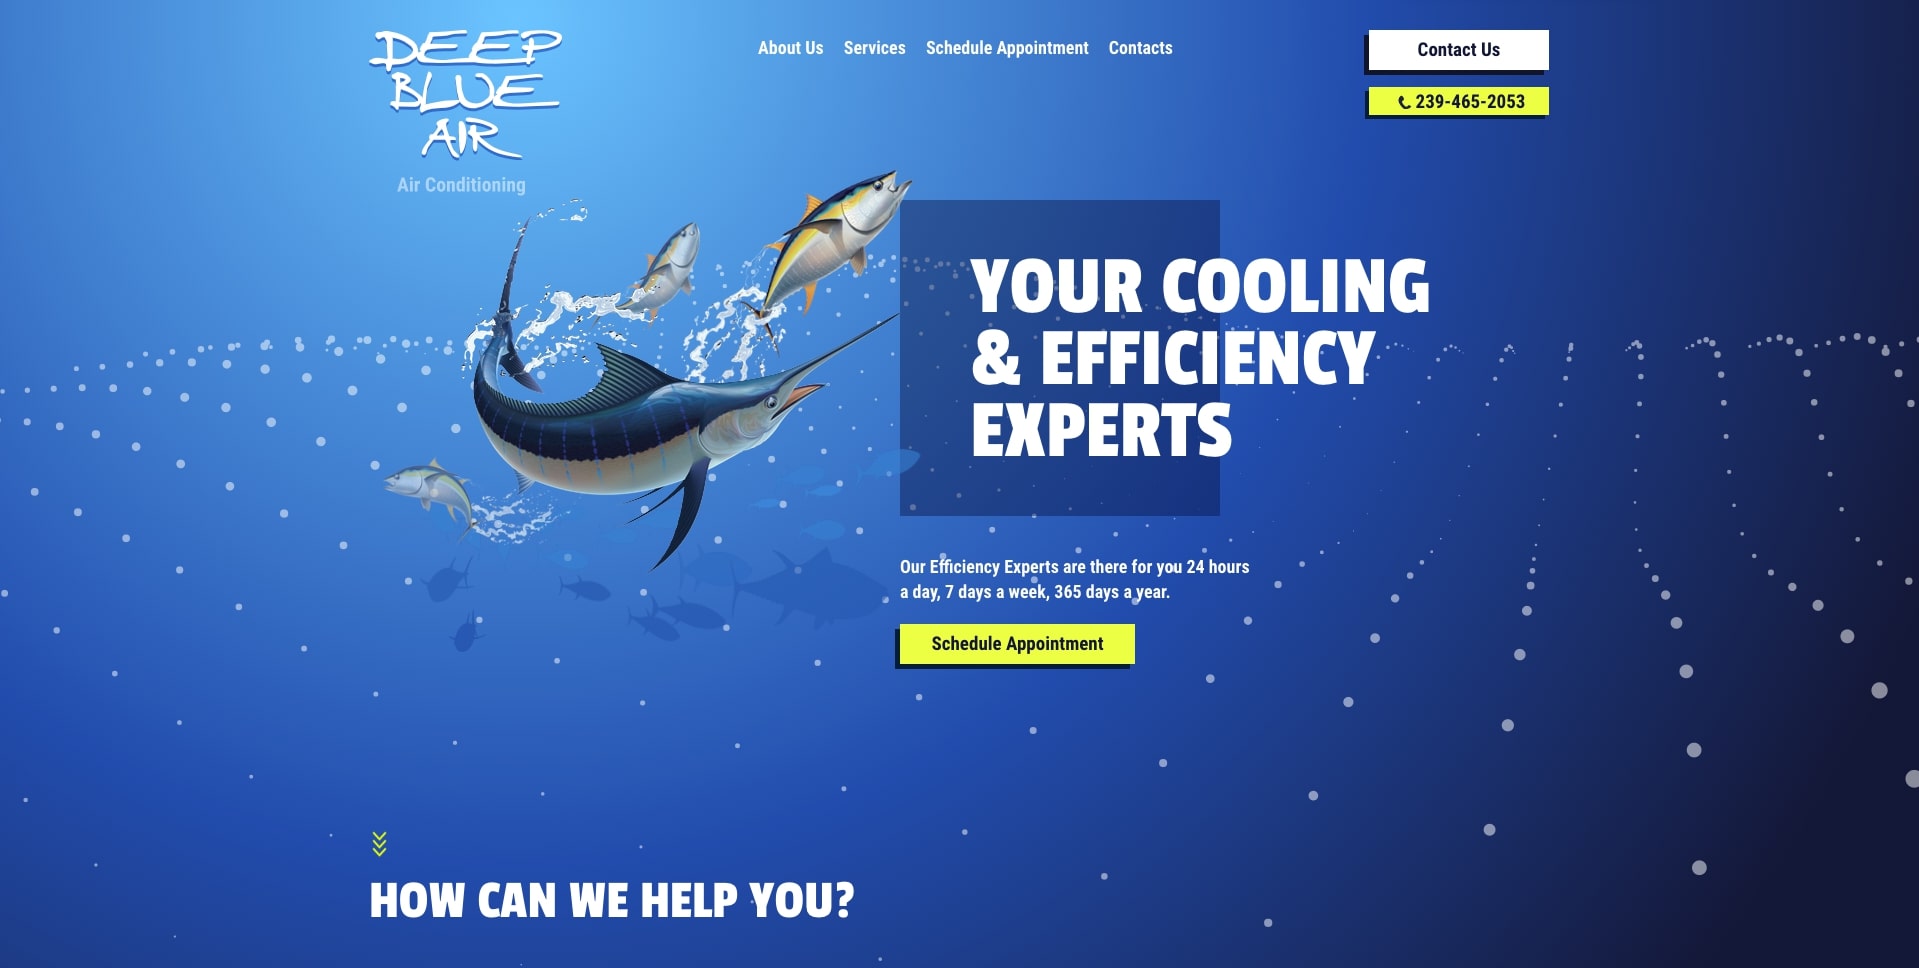 DEEP
BLUE
AIR
Air Conditioning
About Us
Services
Schedule Appointment
Contacts
Contact Us
239-465-2053
YOUR COOLING
& EFFICIENCY
EXPERTS
Our Efficiency Experts are there for you 24 hours
a day, 7 days a week, 365 days a year.
Schedule Appointment
HOW CAN WE HELP YOU?